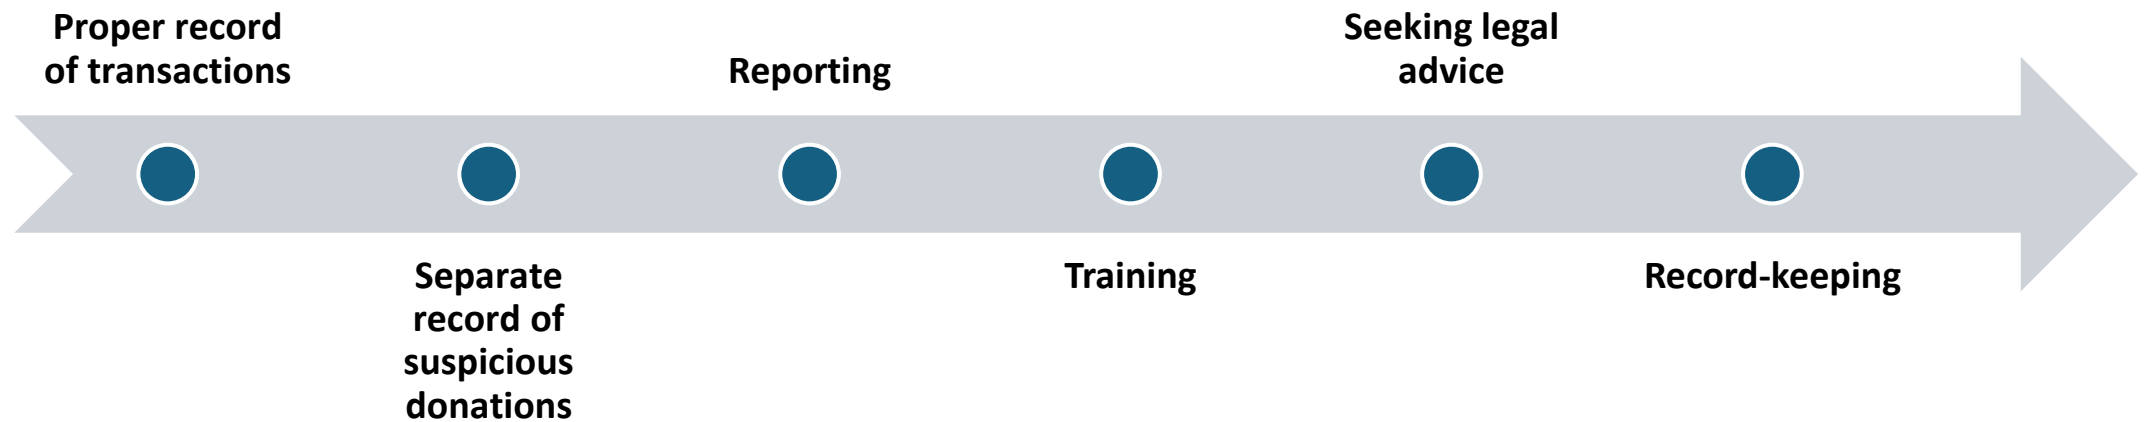 Proper record
of transactions
Separate
record of
suspicious
donations
Reporting
Training
Seeking legal
advice
Record-keeping